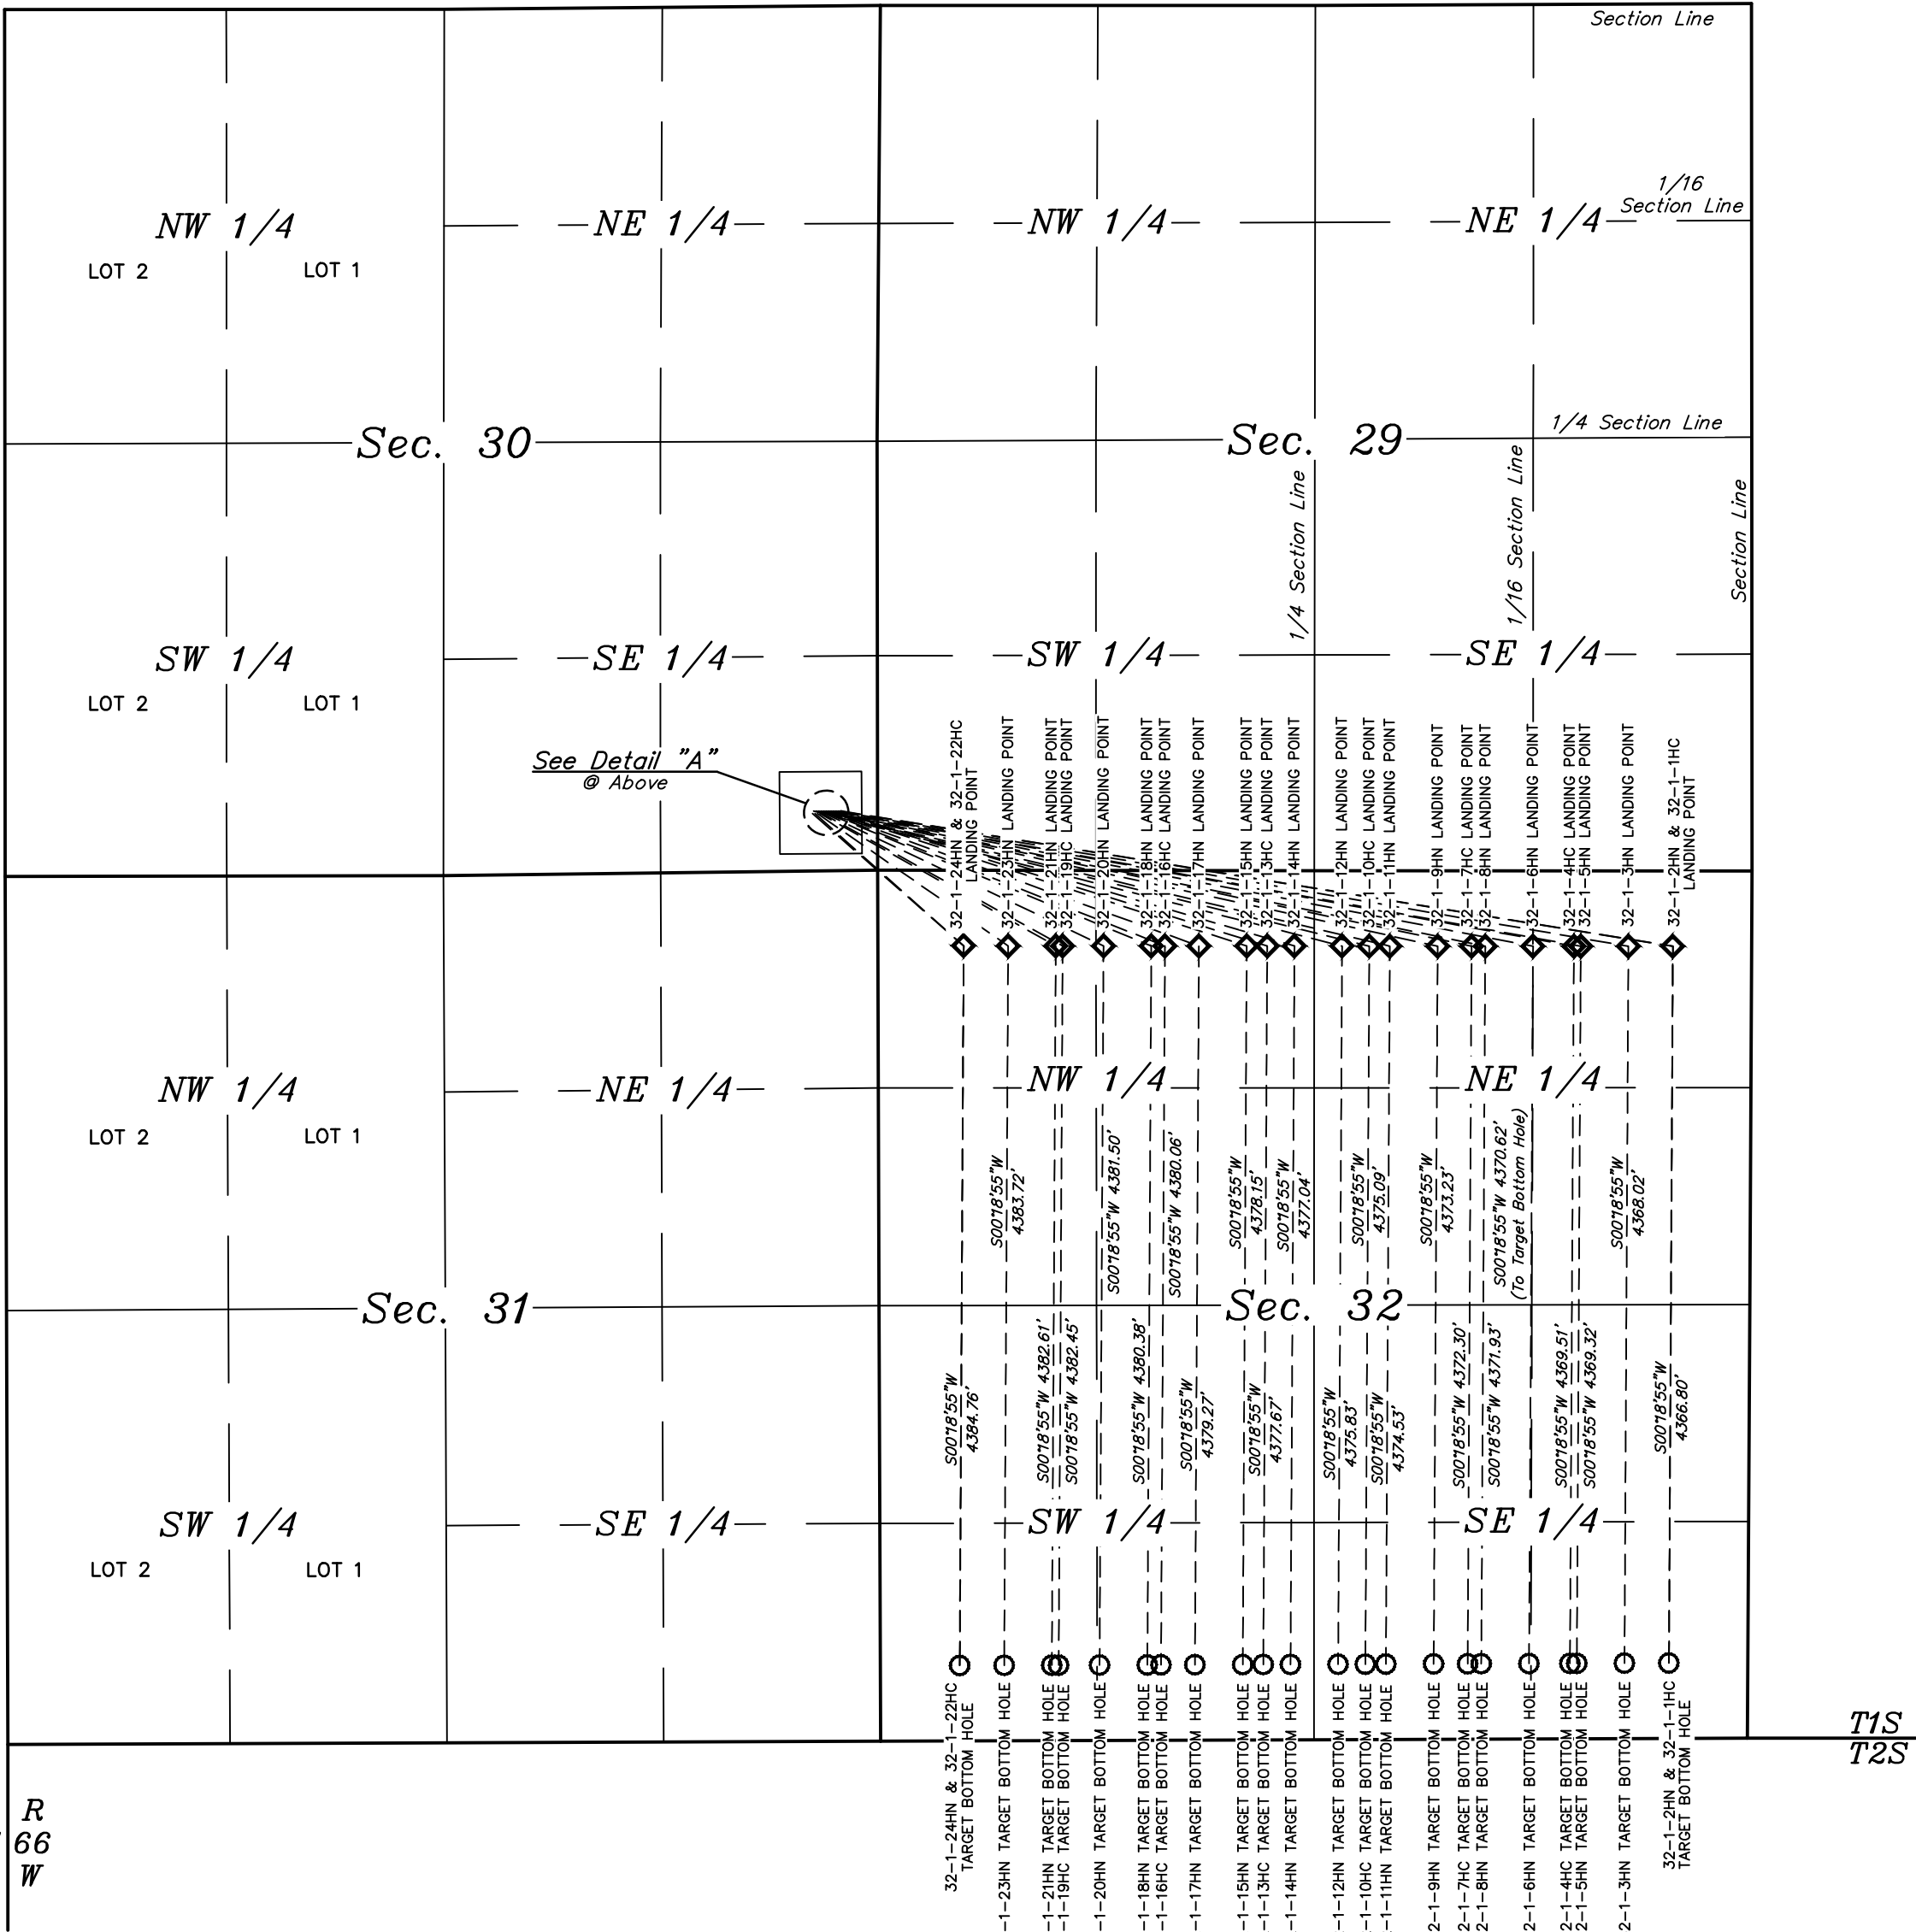 Section Line
1/16
Section Line
NW 1/4
NE 1/4
NW 1/4
NE 1/4
LOT 2
LOT 1
Sec. 30
Sec. 29
1/4 Section Line
1/4 Section Line
1/16 Section Line
Section Line
SW 1/4
SE 1/4
SW 1/4
SE 1/4
LOT 2
LOT 1
See Detail "A"
@ Above
32-1-24HN & 32-1-22HC
LANDING POINT
32-1-23HN LANDING POINT
32-1-21HN LANDING POINT
32-1-19HC LANDING POINT
32-1-20HN LANDING POINT
32-1-18HN LANDING POINT
32-1-16HC LANDING POINT
32-1-17HN LANDING POINT
32-1-15HN LANDING POINT
32-1-13HC LANDING POINT
32-1-14HN LANDING POINT
32-1-12HN LANDING POINT
32-1-10HC LANDING POINT
32-1-11HN LANDING POINT
32-1-9HN LANDING POINT
32-1-7HC LANDING POINT
32-1-8HN LANDING POINT
32-1-6HN LANDING POINT
32-1-4HC LANDING POINT
32-1-5HN LANDING POINT
32-1-3HN LANDING POINT
32-1-2HN & 32-1-1HC
LANDING POINT
NW 1/4
NE 1/4
NW 1/4
NE 1/4
LOT 2
LOT 1
S00°18'55"W
4383.72'
S00°18'55"W 4381.50'
S00°18'55"W 4380.06'
S00°18'55"W
4378.15'
S00°18'55"W
4377.04'
S00°18'55"W
4375.09'
S00°18'55"W
4373.23'
S00°18'55"W 4370.62'
(To Target Bottom Hole)
S00°18'55"W
4368.02'
Sec. 31
Sec. 32
S00°18'55"W
4384.76'
S00°18'55"W 4382.61'
S00°18'55"W 4382.45'
S00°18'55"W 4380.38'
S00°18'55"W
4379.27'
S00°18'55"W
4377.67'
S00°18'55"W
4375.83'
S00°18'55"W
4374.53'
S00°18'55"W 4372.30'
S00°18'55"W 4371.93'
S00°18'55"W 4369.51'
S00°18'55"W 4369.32'
S00°18'55"W
4366.80'
SW 1/4
SE 1/4
SW 1/4
SE 1/4
LOT 2
LOT 1
32-1-24HN & 32-1-22HC
TARGET BOTTOM HOLE
-1-23HN TARGET BOTTOM HOLE
-1-21HN TARGET BOTTOM HOLE
-1-19HC TARGET BOTTOM HOLE
-1-20HN TARGET BOTTOM HOLE
-1-18HN TARGET BOTTOM HOLE
-1-16HC TARGET BOTTOM HOLE
-1-17HN TARGET BOTTOM HOLE
-1-15HN TARGET BOTTOM HOLE
-1-13HC TARGET BOTTOM HOLE
-1-14HN TARGET BOTTOM HOLE
-1-12HN TARGET BOTTOM HOLE
-1-10HC TARGET BOTTOM HOLE
-1-11HN TARGET BOTTOM HOLE
2-1-9HN TARGET BOTTOM HOLE
2-1-7HC TARGET BOTTOM HOLE
2-1-8HN TARGET BOTTOM HOLE
2-1-6HN TARGET BOTTOM HOLE
2-1-4HC TARGET BOTTOM HOLE
2-1-5HN TARGET BOTTOM HOLE
2-1-3HN TARGET BOTTOM HOLE
32-1-2HN & 32-1-1HC
TARGET BOTTOM HOLE
T1S
T2S
R
66
W